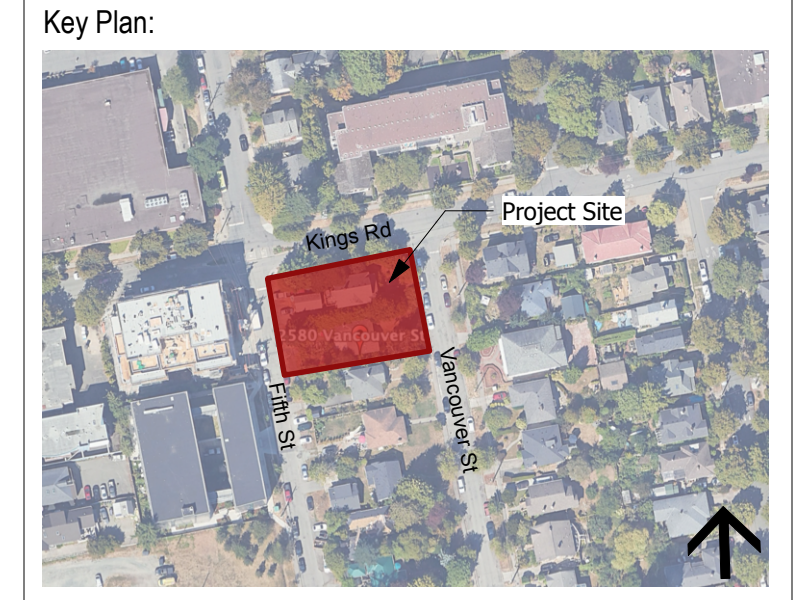 Key Plan:
Project Site
Kings Rd
2580 Vancouver St
Fifth St
Vancouver St